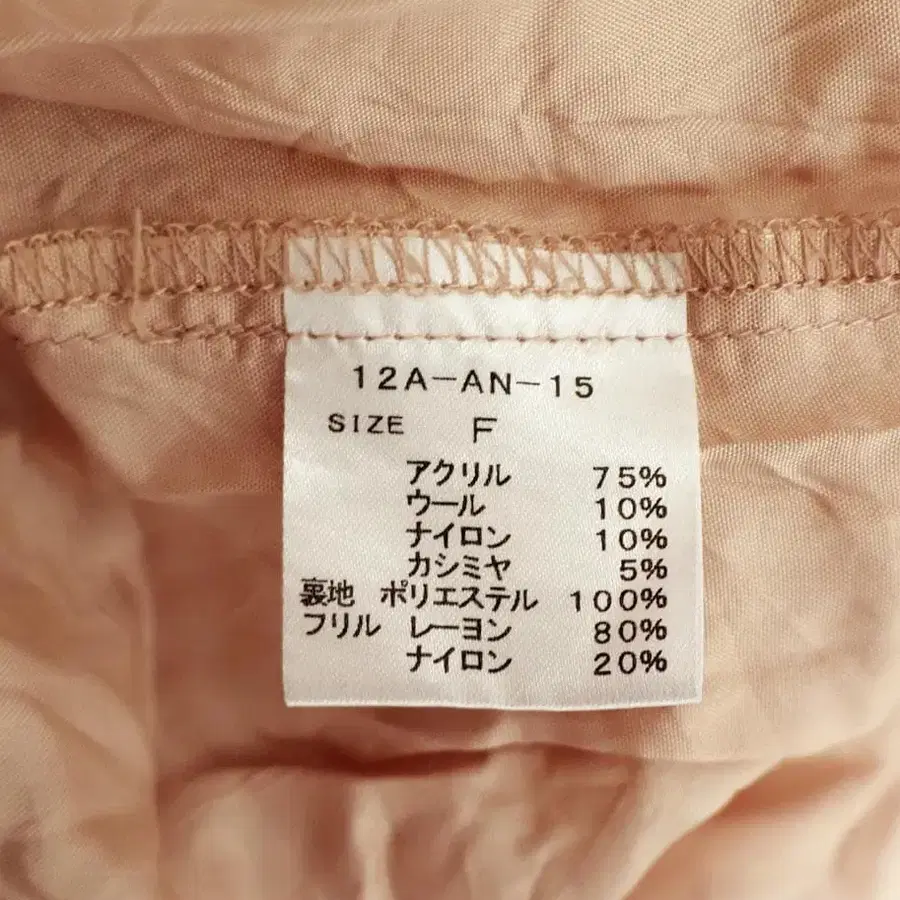 12A-AN-15
SIZE F
アクリル 75%
ウール 10%
ナイロン 10%
カシミヤ 5%
裏地 ポリエステル 100%
フリル レーヨン 80%
ナイロン 20%